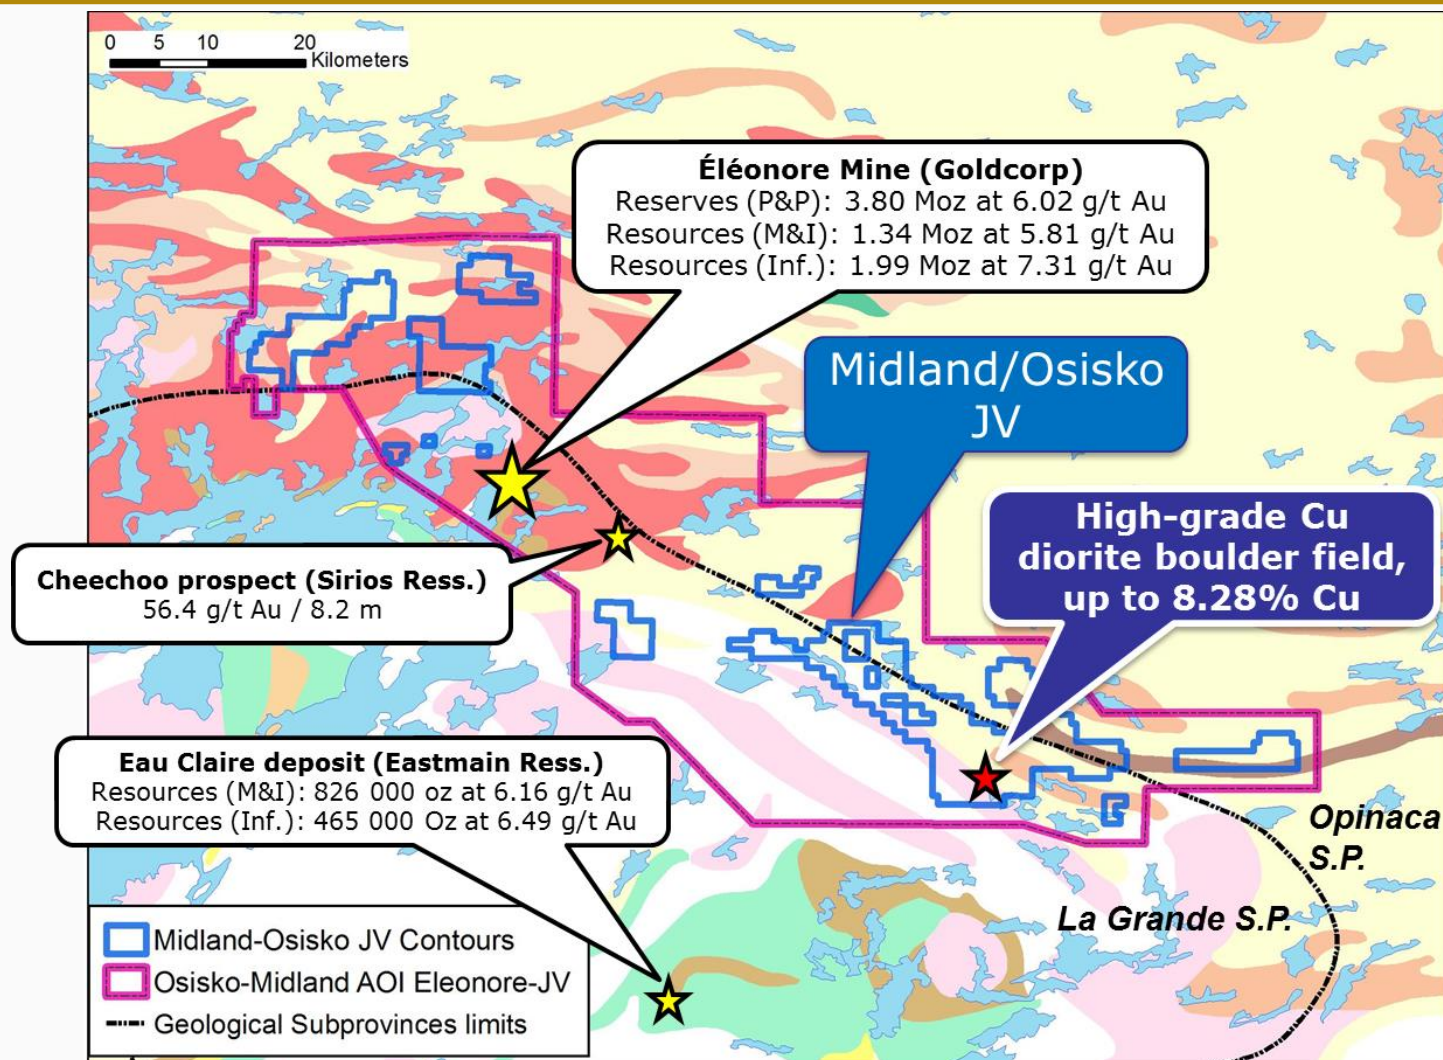 0 5 10 20
Kilometers
Éléonore Mine (Goldcorp)
Reserves (P&P): 3.80 Moz at 6.02 g/t Au
Resources (M&I): 1.34 Moz at 5.81 g/t Au
Resources (Inf.): 1.99 Moz at 7.31 g/t Au
Midland/Osisko
JV
High-grade Cu
diorite boulder field,
up to 8.28% Cu
Cheechoo prospect (Sirios Ress.)
56.4 g/t Au / 8.2 m
Eau Claire deposit (Eastmain Ress.)
Resources (M&I): 826 000 oz at 6.16 g/t Au
Resources (Inf.): 465 000 Oz at 6.49 g/t Au
Opinaca
S.P.
La Grande S.P.
Midland-Osisko JV Contours
Osisko-Midland AOI Eleonore-JV
Geological Subprovinces limits